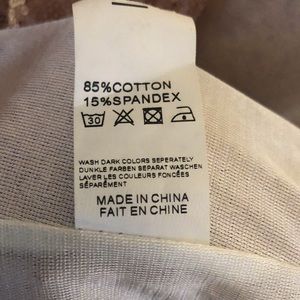 85%COTTON
15%SPANDEX
30
WASH DARK COLORS SEPERATELY
DUNKLE FARBEN SEPARAT WASCHEN
LAVER LES COULEURS FONCÉES
SÉPARÉMENT
MADE IN CHINA
FAIT EN CHINE